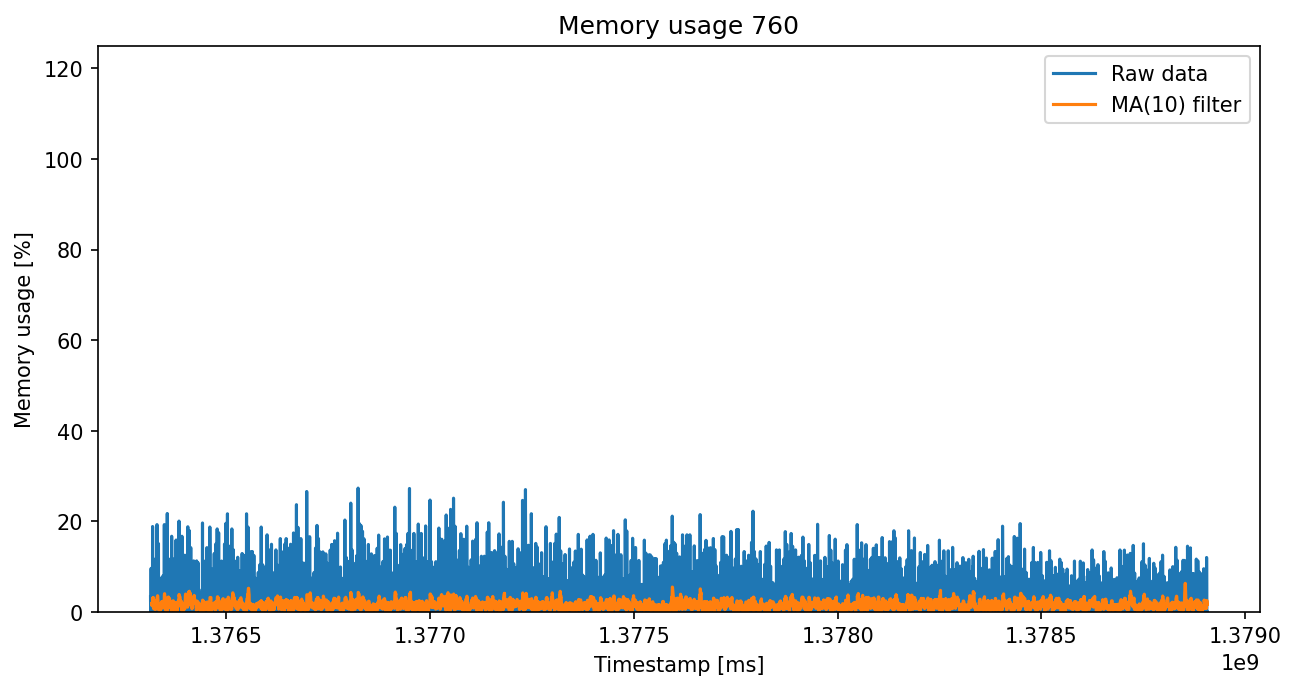 Memory usage 760
Raw data
MA(10) filter
Memory usage [%]
120
100
80
60
40
20
0
1.3765 1.3770 1.3775 1.3780 1.3785 1.3790
1e9
Timestamp [ms]